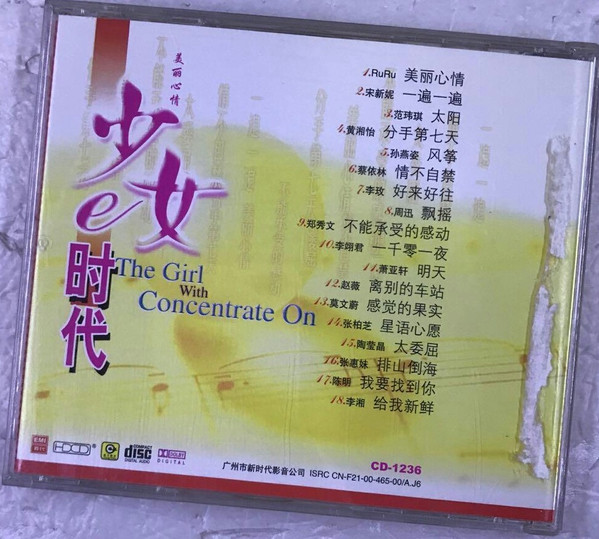 美丽心情
少女
e
时代
The Girl
With
Concentrate On
1.RuRu 美丽心情
2.宋新妮 一遍一遍
3.范玮琪 太阳
4.黄湘怡 分手第七天
5.孙燕姿 风筝
6.蔡依林 情不自禁
7.李玟 好来好往
8.周迅 飘摇
9.郑秀文 不能承受的感动
10.李翊君 一千零一夜
11.萧亚轩 明天
12.赵薇 离别的车站
13.莫文蔚 感觉的果实
14.张柏芝 星语心愿
15.陶莹晶 太委屈
16.张惠妹 排山倒海
17.陈明 我要找到你
18.李湘 给我新鲜
EMI
HDCD
COMPACT
disc
DIGITAL AUDIO
DOLBY
DIGITAL
CD-1236
广州市新时代影音公司 ISRC CN-F21-00-465-00/A.J6